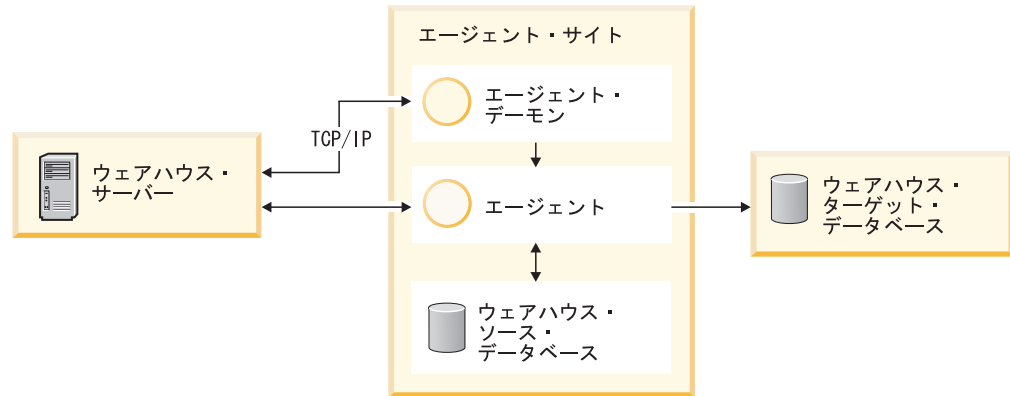 エージェント・サイト
エージェント・
デーモン
TCP/IP
ウェアハウス・
サーバー
エージェント
ウェアハウス・
ターゲット・
データベース
ウェアハウス・
ソース・
データベース